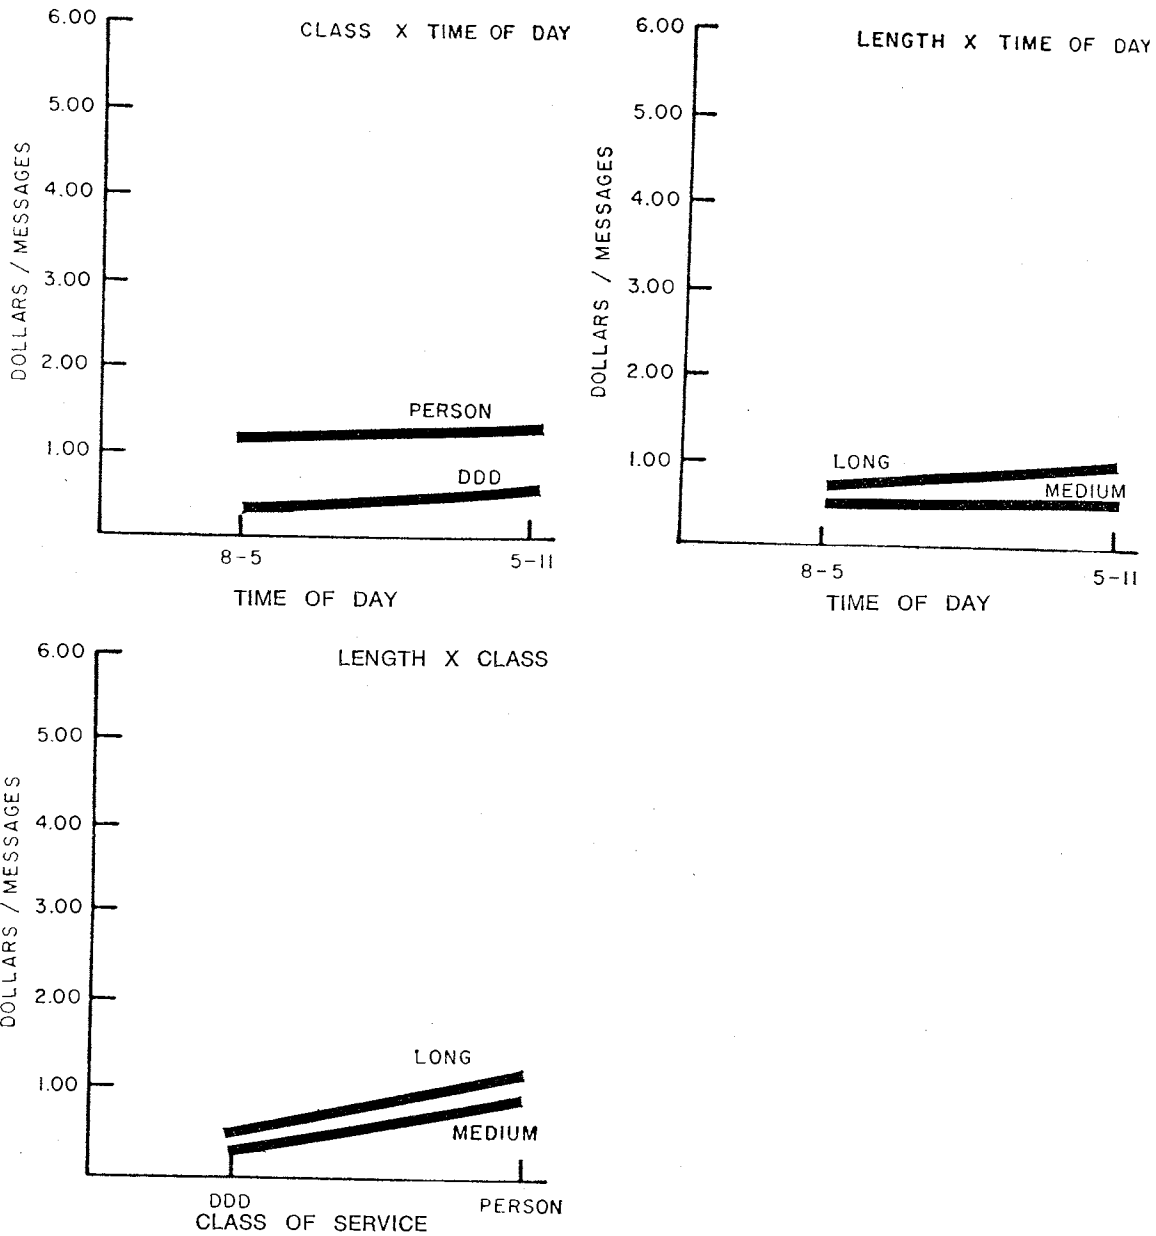 CLASS X TIME OF DAY
6.00
5.00
4.00
3.00
2.00
1.00
DOLLARS / MESSAGES
PERSON
DDD
8-5
5-11
TIME OF DAY
LENGTH X TIME OF DAY
6.00
5.00
4.00
3.00
2.00
1.00
DOLLARS / MESSAGES
LONG
MEDIUM
8-5
5-11
TIME OF DAY
LENGTH X CLASS
6.00
5.00
4.00
3.00
2.00
1.00
DOLLARS / MESSAGES
LONG
MEDIUM
DDD
PERSON
CLASS OF SERVICE